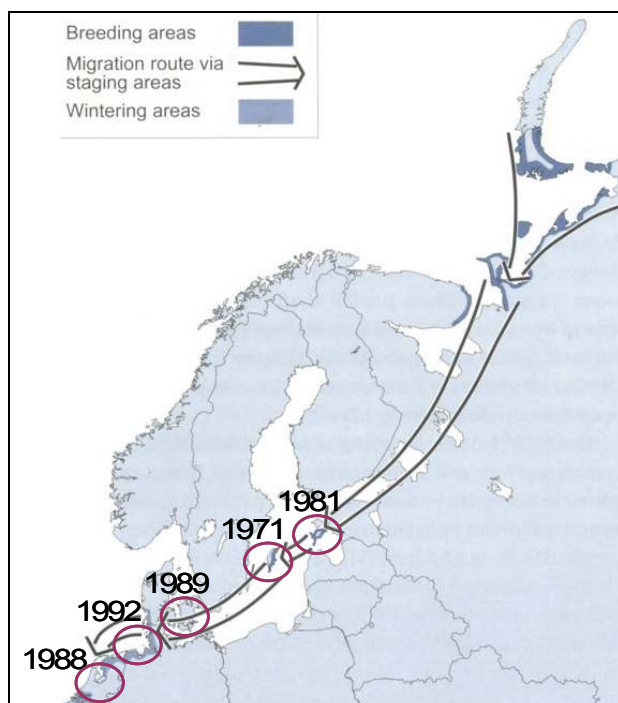 Breeding areas
Migration route via
staging areas
Wintering areas
1981
1971
1989
1992
1988